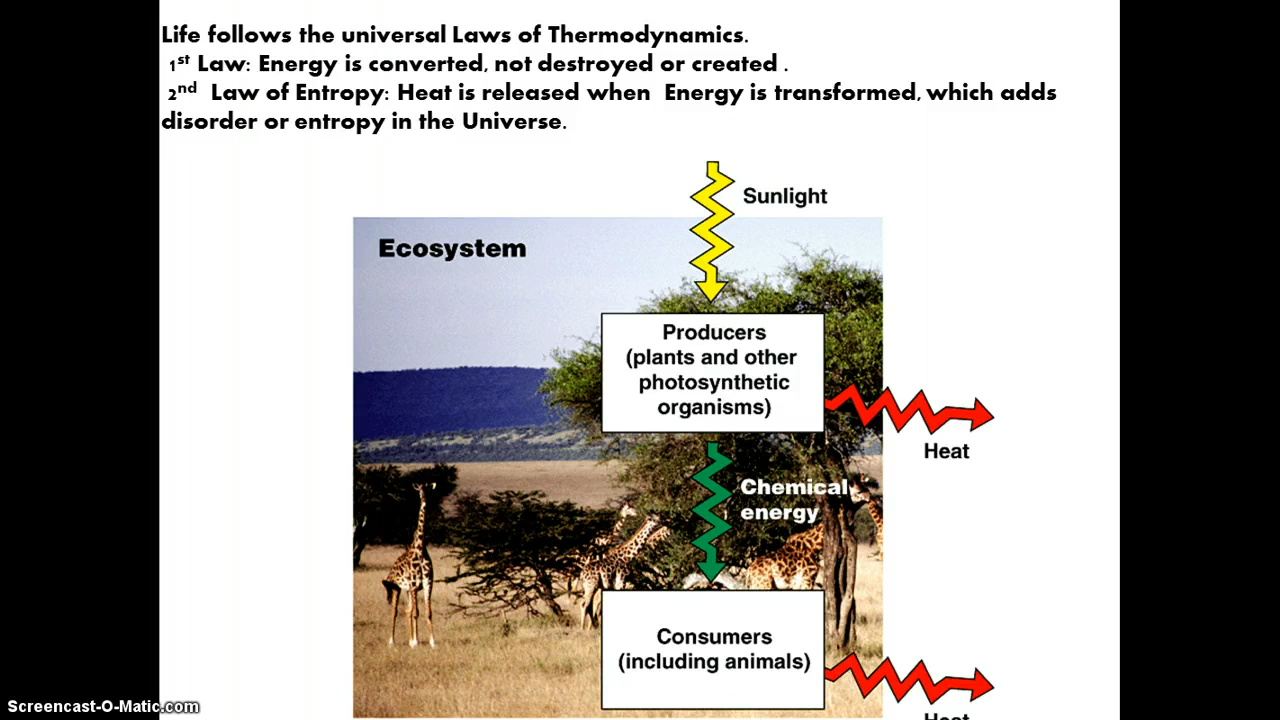 Life follows the universal Laws of Thermodynamics.
1st Law: Energy is converted, not destroyed or created .
2nd Law of Entropy: Heat is released when Energy is transformed, which adds
disorder or entropy in the Universe.
Sunlight
Ecosystem
Producers
(plants and other
photosynthetic
organisms)
Heat
Chemical
energy
Consumers
(including animals)
Heat
Screencast-O-Matic.com